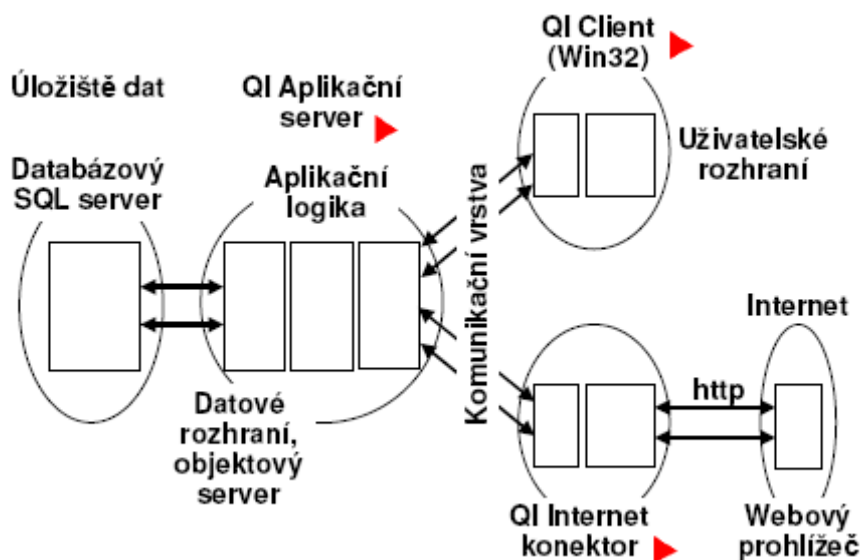 QI Client
(Win32)
Úložiště dat
QI Aplikační
server
Uživatelské
rozhraní
Databázový
SQL server
Aplikační
logika
Komunikační vrstva
Internet
http
Datové
rozhraní,
objektový
server
QI Internet
konektor
Webový
prohlížeč